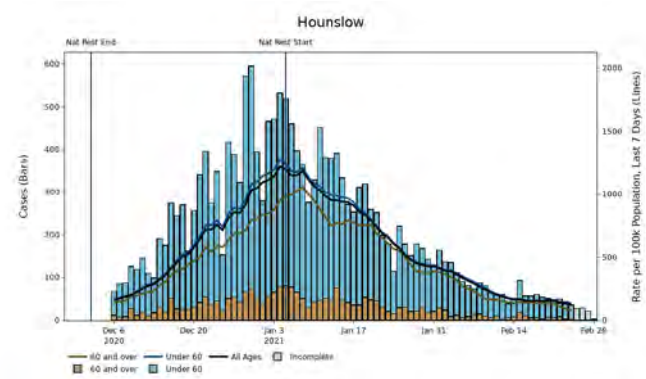 Hounslow
Nat Rest End
Nat Rest Start
600
500
400
300
200
100
0
Cases (Bars)
2000
1500
1000
500
0
Rate per 100k Population, Last 7 Days (Lines)
Dec 6
2020
Dec 20
Jan 3
2021
Jan 17
Jan 31
Feb 14
Feb 28
60 and over
Under 60
All Ages
Incomplete
60 and over
Under 60